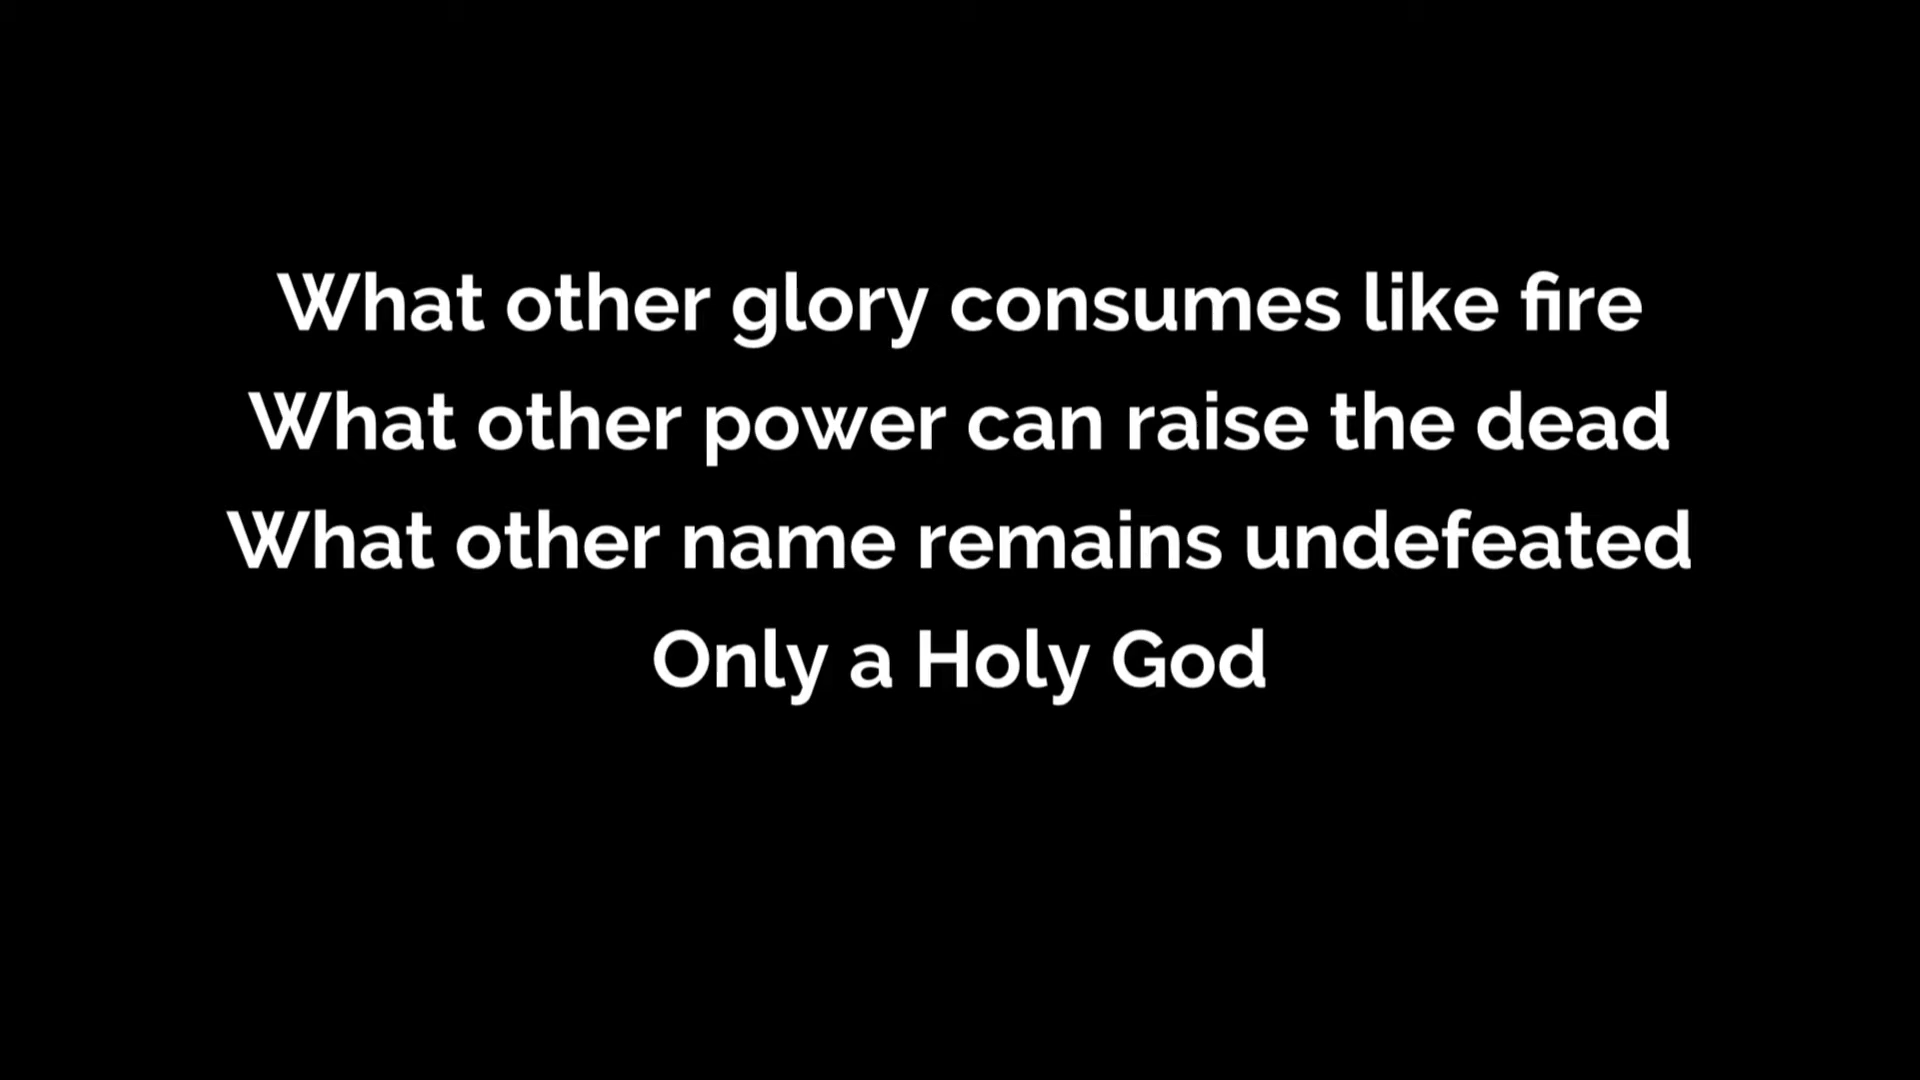 What other glory consumes like fire
What other power can raise the dead
What other name remains undefeated
Only a Holy God